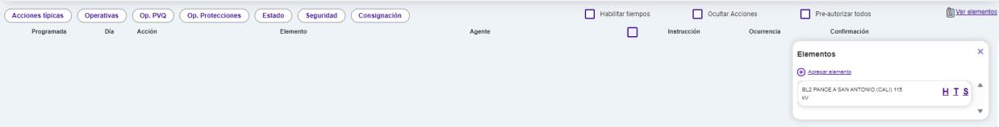 Acciones típicas Operativas Op. PVQ Op. Protecciones Estado Seguridad Consignación Habilitar tiempos Ocultar Acciones Pre-autorizar todos Ver elementos
Programada Día Acción Elemento Agente Instrucción Ocurrencia Confirmación
Elementos
Agregar elemento
BL2 PANCE A SAN ANTONIO (CALI) 115
kV
H T S